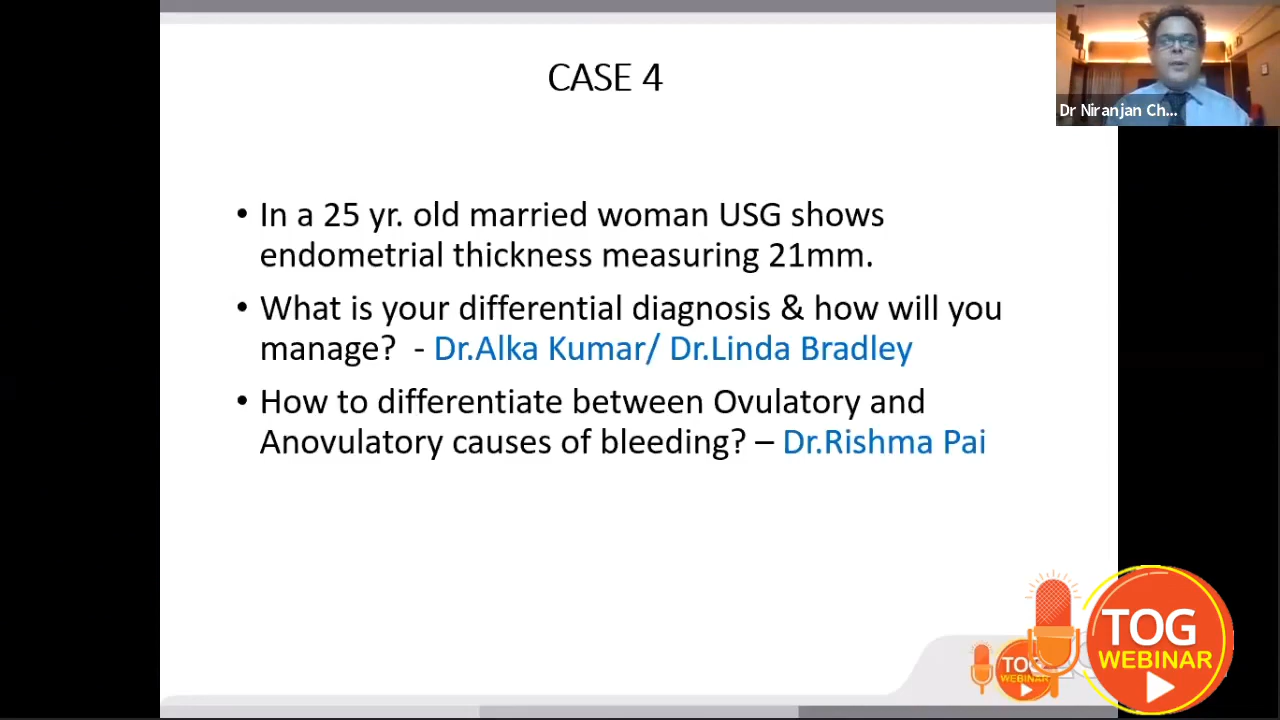 CASE 4
Dr Niranjan Ch...
• In a 25 yr. old married woman USG shows
endometrial thickness measuring 21mm.
• What is your differential diagnosis & how will you
manage?  - Dr.Alka Kumar/ Dr.Linda Bradley
• How to differentiate between Ovulatory and
Anovulatory causes of bleeding? – Dr.Rishma Pai
TOG
WEBINAR
TOG
WEBINAR